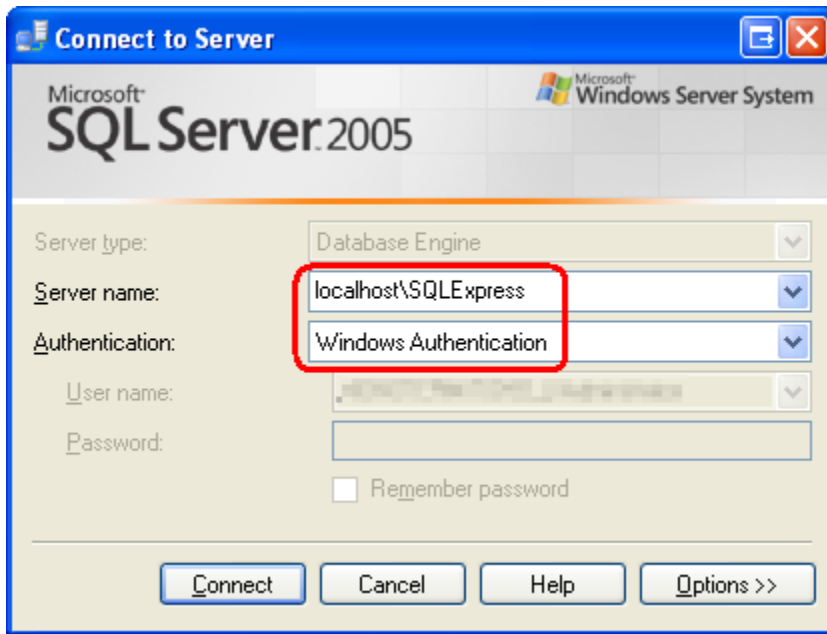 Connect to Server
Microsoft
SQL Server 2005
Microsoft
Windows Server System
Server type: Database Engine
Server name: localhost\SQLExpress
Authentication: Windows Authentication
User name:
Password:
Remember password
Connect Cancel Help Options >>